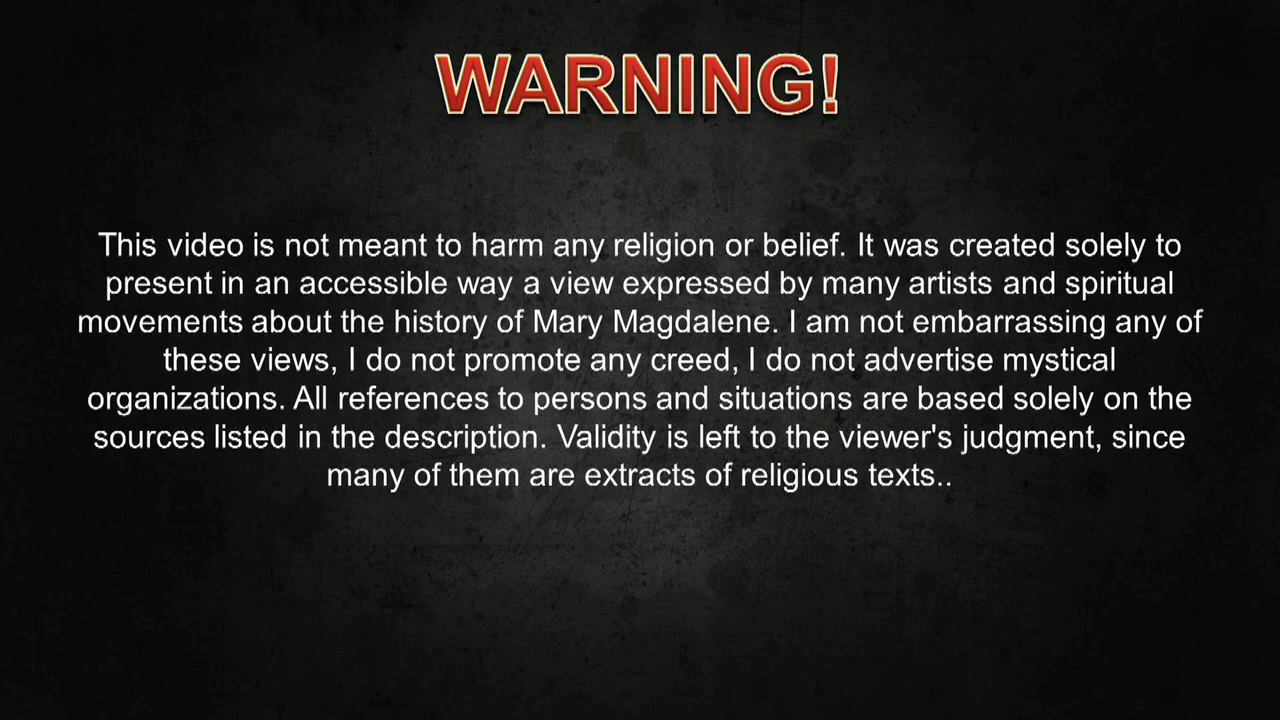 WARNING!
This video is not meant to harm any religion or belief. It was created solely to
present in an accessible way a view expressed by many artists and spiritual
movements about the history of Mary Magdalene. I am not embarrassing any of
these views, I do not promote any creed, I do not advertise mystical
organizations. All references to persons and situations are based solely on the
sources listed in the description. Validity is left to the viewer's judgment, since
many of them are extracts of religious texts..